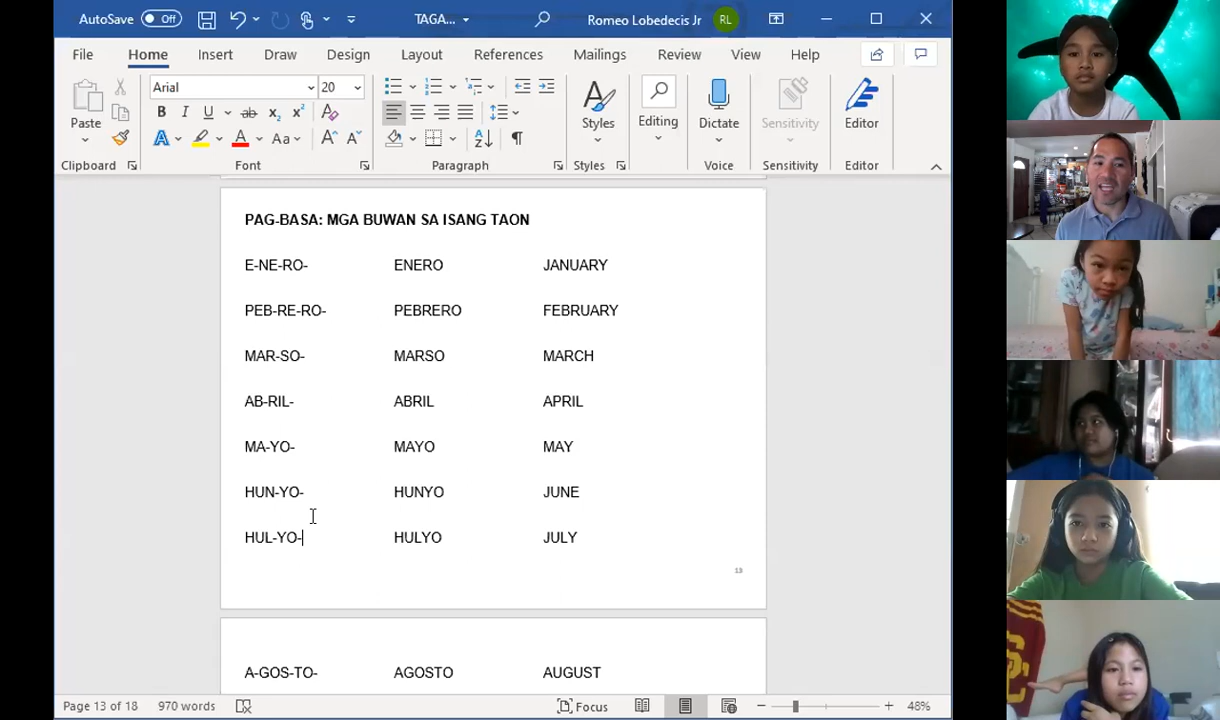 AutoSave Off TAGA... Romeo Lobedecis Jr RL
File Home Insert Draw Design Layout References Mailings Review View Help
Arial 20
Paste Styles Editing Dictate Sensitivity Editor
Clipboard Font Paragraph Styles Voice Sensitivity Editor
PAG-BASA: MGA BUWAN SA ISANG TAON
E-NE-RO- ENERO JANUARY
PEB-RE-RO- PEBRERO FEBRUARY
MAR-SO- MARSO MARCH
AB-RIL- ABRIL APRIL
MA-YO- MAYO MAY
HUN-YO- HUNYO JUNE
HUL-YO- HULYO JULY
13
A-GOS-TO- AGOSTO AUGUST
Page 13 of 18 970 words Focus 48%